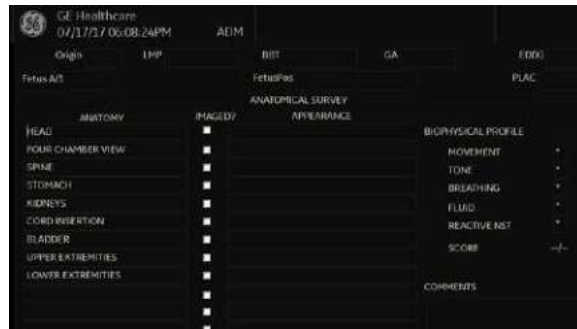 GE Healthcare
07/17/17 06:08:24PM ADM
Origin LMP BBT GA EDD
Fetus A/1 FetusPos PLAC
ANATOMICAL SURVEY
ANATOMY IMAGED? APPEARANCE
HEAD BIOPHYSICAL PROFILE
FOUR CHAMBER VIEW MOVEMENT *
SPINE TONE *
STOMACH BREATHING *
KIDNEYS FLUID *
CORD INSERTION REACTIVE NST *
BLADDER SCORE --/--
UPPER EXTREMITIES
LOWER EXTREMITIES
COMMENTS